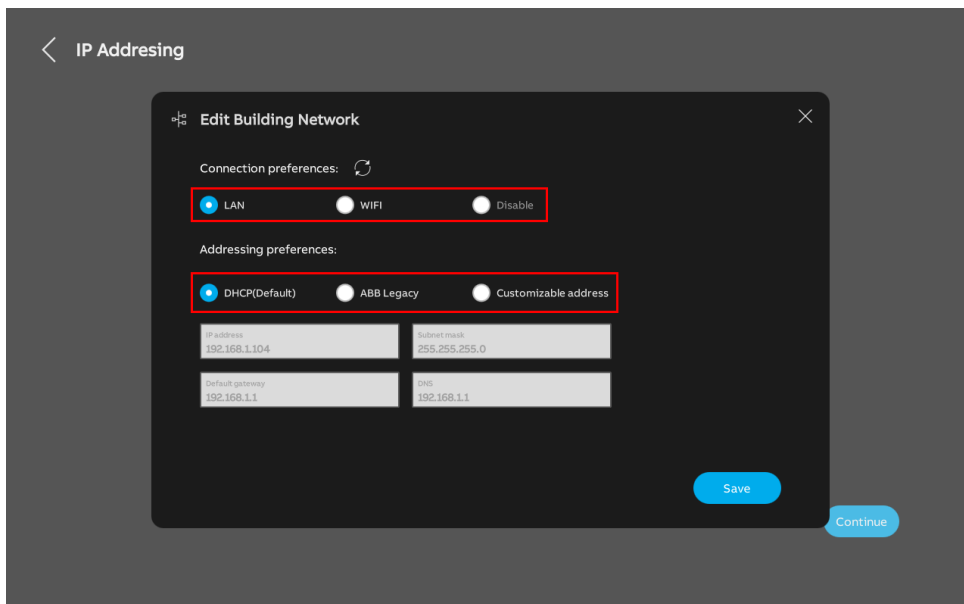 IP Addresing
Edit Building Network
Connection preferences:
LAN WIFI Disable
Addressing preferences:
DHCP(Default) ABB Legacy Customizable address
IP address Subnet mask
192.168.1.104 255.255.255.0
Default gateway DNS
192.168.1.1 192.168.1.1
Save
Continue